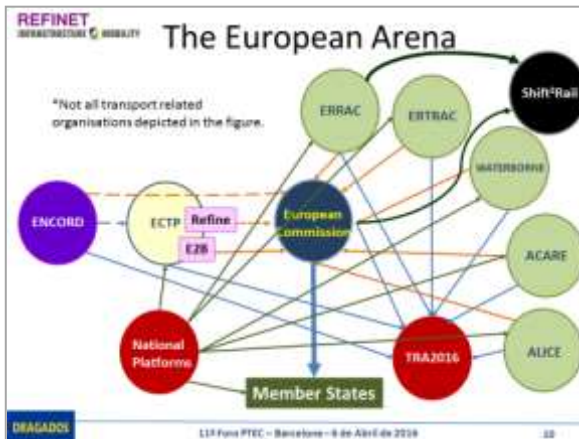 REFINET
INFRASTRUCTURE MOBILITY
The European Arena
*Not all transport related
organisations depicted in the figure.
ERRAC
ERTRAC
Shift²Rail
WATERBORNE
ENCORD
ECTP
Refine
E2B
European
Commission
ACARE
National
Platforms
TRA2016
ALICE
Member States
DRAGADOS
11º Foro PTEC – Barcelona – 6 de Abril de 2016